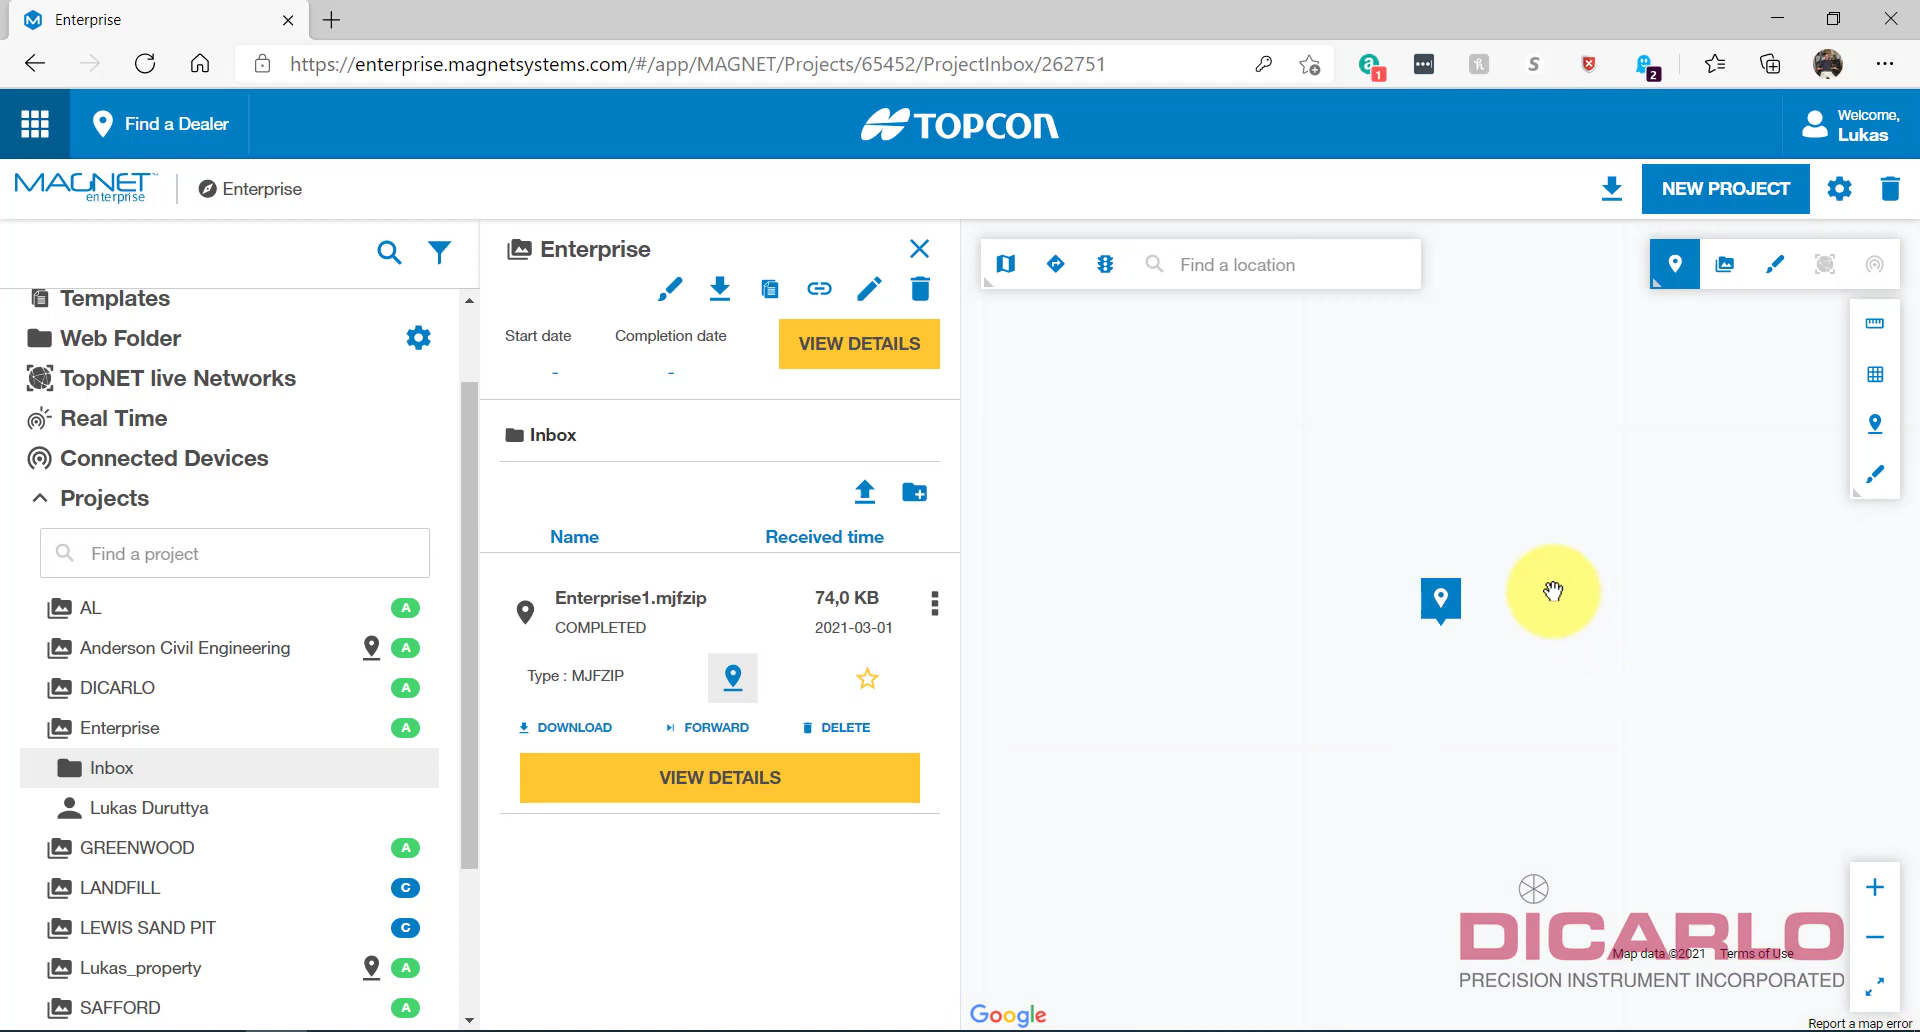 Enterprise
https://enterprise.magnetsystems.com/#/app/MAGNET/Projects/65452/ProjectInbox/262751
1
h
S
2
Find a Dealer
TOPCON
Welcome,
Lukas
MAGNET™
enterprise
Enterprise
NEW PROJECT
Templates
Web Folder
TopNET live Networks
Real Time
Connected Devices
Projects
Find a project
AL A
Anderson Civil Engineering A
DICARLO A
Enterprise A
Inbox
Lukas Duruttya
GREENWOOD A
LANDFILL C
LEWIS SAND PIT C
Lukas_property A
SAFFORD A
Enterprise
Start date Completion date
- -
VIEW DETAILS
Inbox
Name Received time
Enterprise1.mjfzip 74,0 KB
COMPLETED 2021-03-01
Type : MJFZIP
DOWNLOAD FORWARD DELETE
VIEW DETAILS
Find a location
DICARLO
Map data ©2021 Terms of Use
PRECISION INSTRUMENT INCORPORATED
Google
Report a map error